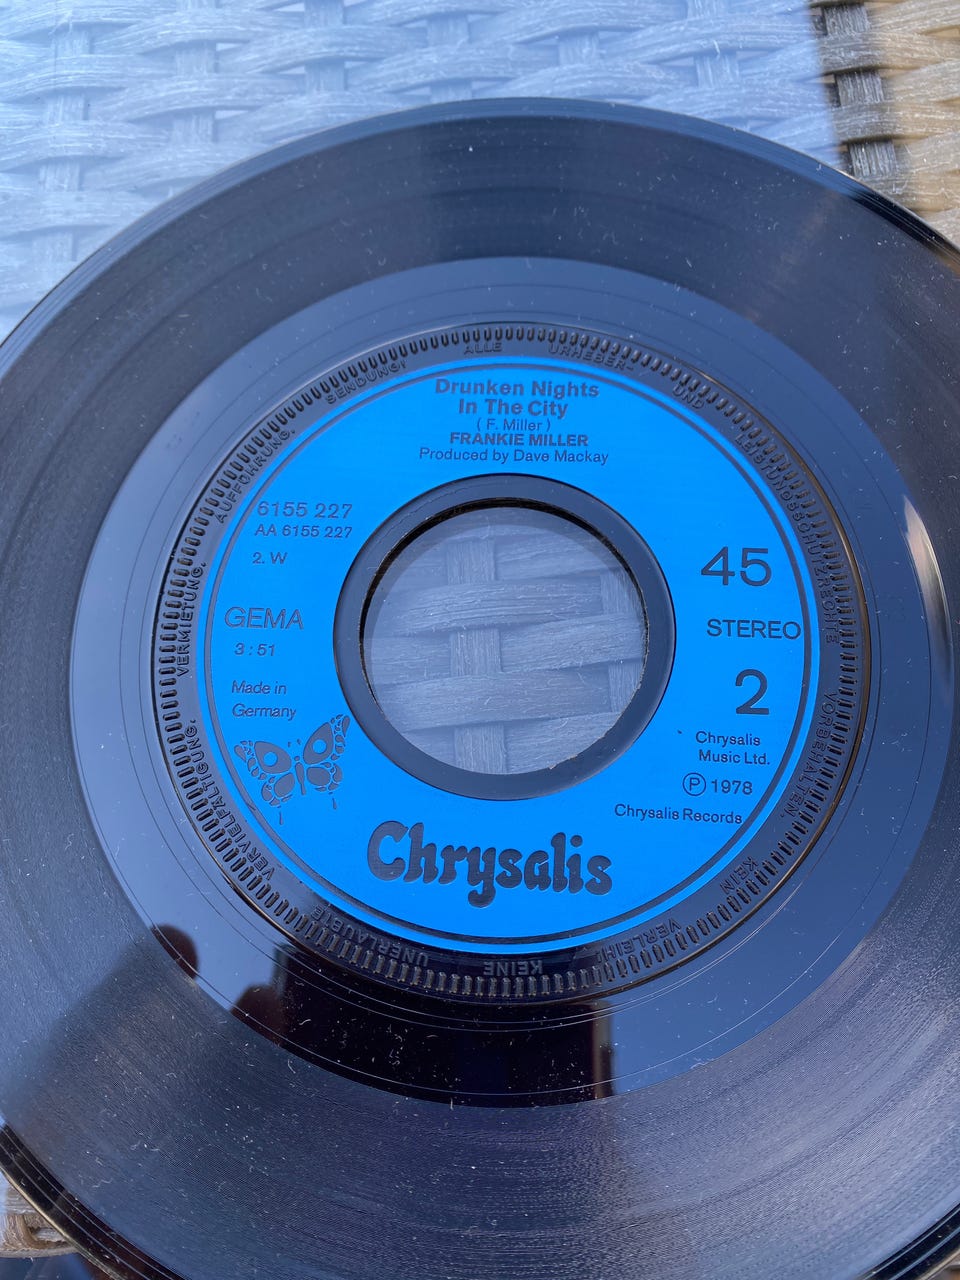 Drunken Nights
In The City
( F. Miller )
FRANKIE MILLER
Produced by Dave Mackay
6155 227
AA 6155 227
2. W
GEMA
3 : 51
Made in
Germany
45
STEREO
2
Chrysalis
Music Ltd.
Ⓟ 1978
Chrysalis Records
Chrysalis
ALLE URHEBER- UND LEISTUNGSSCHUTZRECHTE VORBEHALTEN. KEIN VERLEIH! KEINE UNERLAUBTE VERVIELFÄLTIGUNG, VERMIETUNG, AUFFÜHRUNG, SENDUNG!